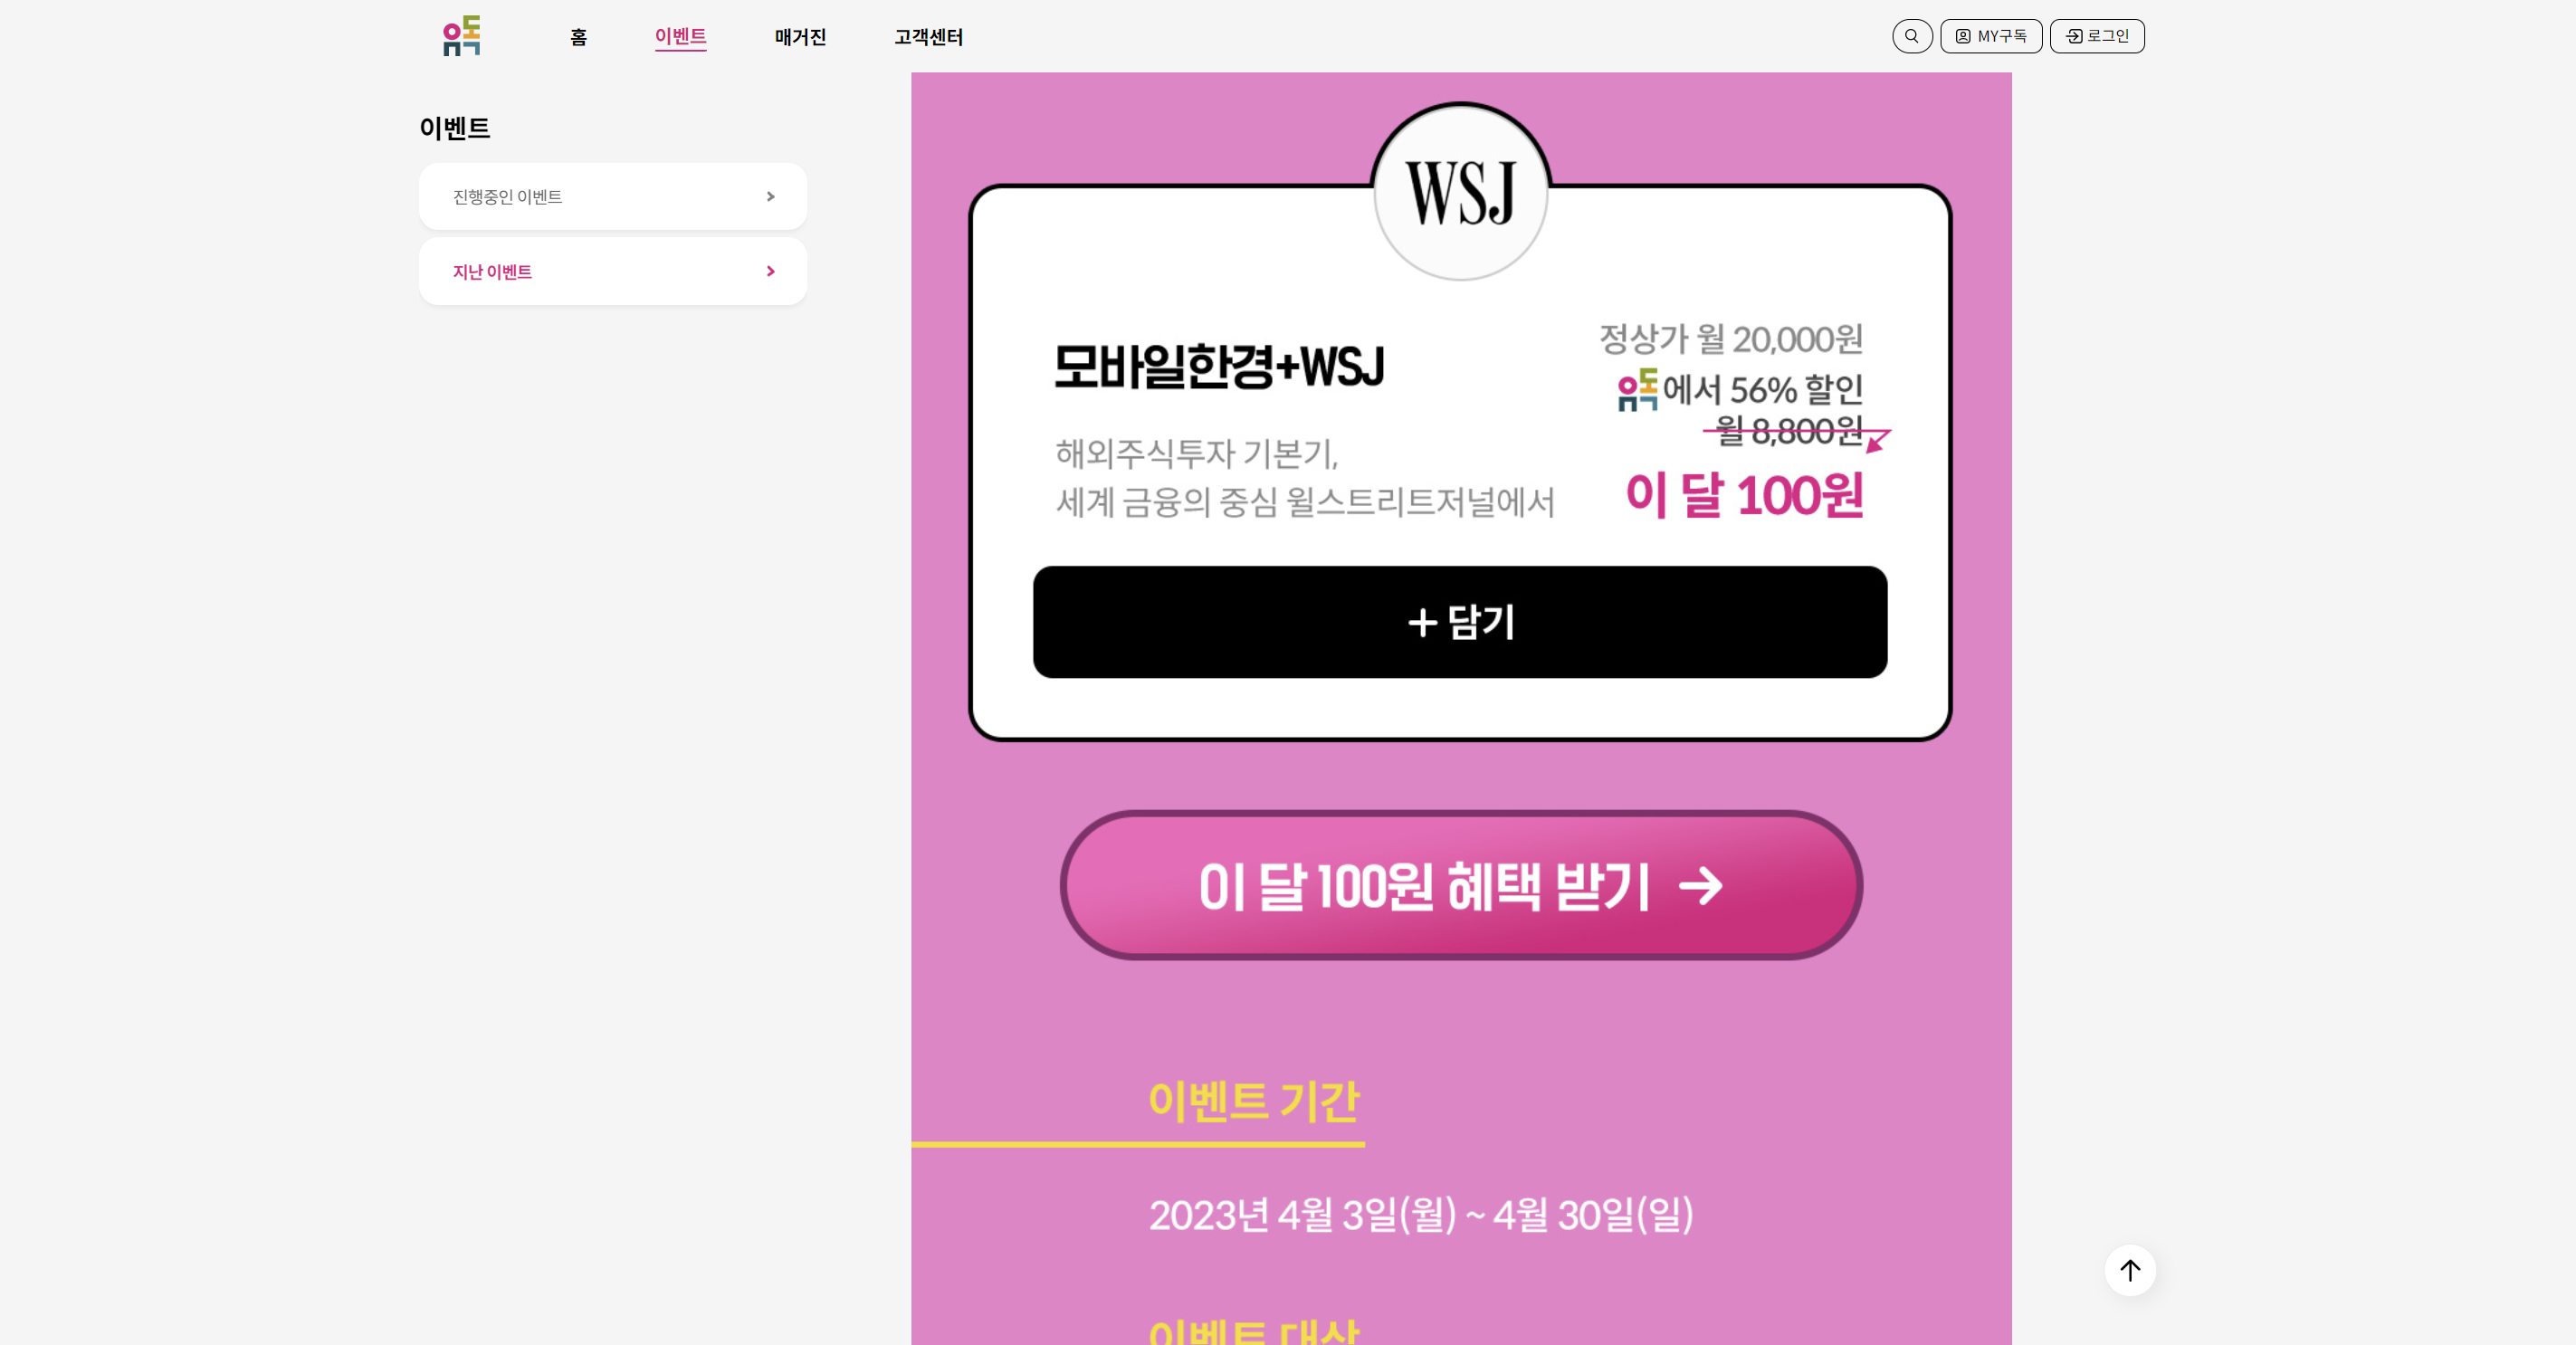 유독
홈
이벤트
매거진
고객센터
MY구독
로그인
이벤트
진행중인 이벤트
지난 이벤트
WSJ
모바일한경+WSJ
해외주식투자 기본기,
세계 금융의 중심 월스트리트저널에서
정상가 월 20,000원
유독에서 56% 할인
월 8,800원
이 달 100원
+ 담기
이 달 100원 혜택 받기
이벤트 기간
2023년 4월 3일(월) ~ 4월 30일(일)
이벤트 대상